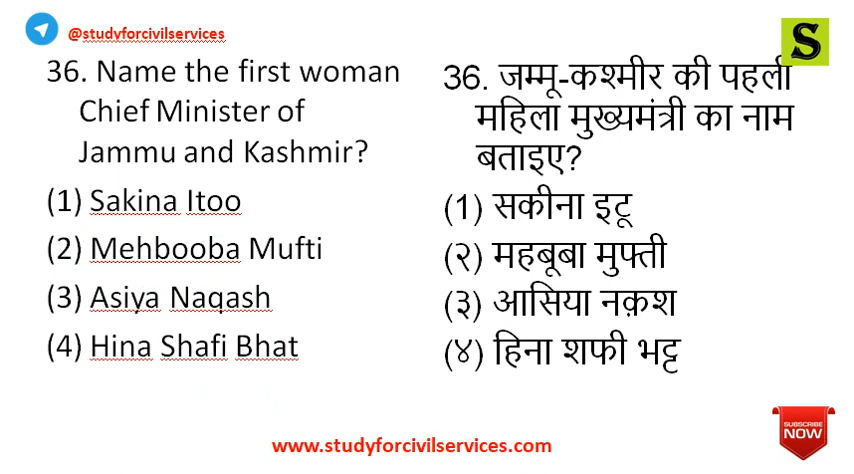 @studyforcivilservices
S
36. Name the first woman
Chief Minister of
Jammu and Kashmir?
(1) Sakina Itoo
(2) Mehbooba Mufti
(3) Asiya Naqash
(4) Hina Shafi Bhat
36. जम्मू-कश्मीर की पहली
महिला मुख्यमंत्री का नाम
बताइए?
(1) सकीना इटू
(२) महबूबा मुफ्ती
(३) आसिया नक़श
(४) हिना शफी भट्ट
SUBSCRIBE
NOW
www.studyforcivilservices.com